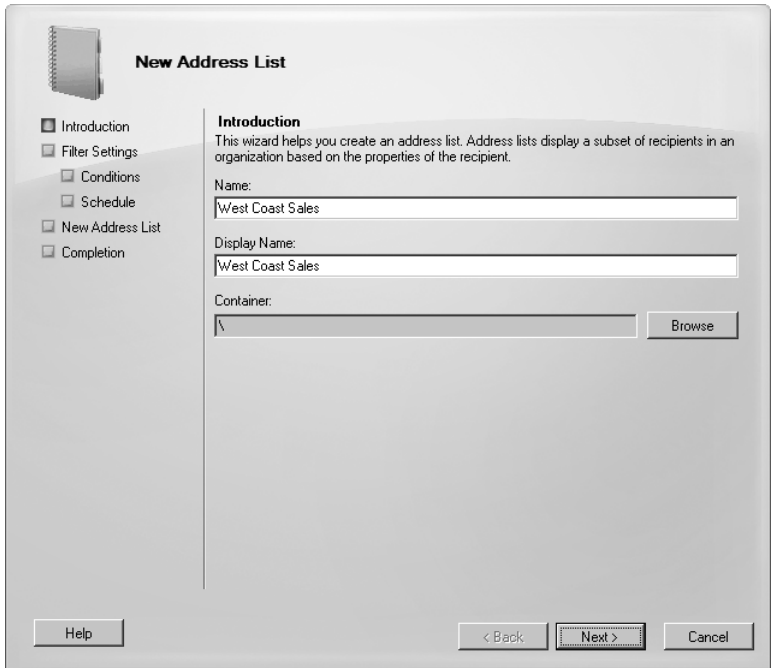 New Address List
Introduction
Filter Settings
Conditions
Schedule
New Address List
Completion
Introduction
This wizard helps you create an address list. Address lists display a subset of recipients in an
organization based on the properties of the recipient.
Name:
West Coast Sales
Display Name:
West Coast Sales
Container:
\
Browse
Help
< Back
Next >
Cancel